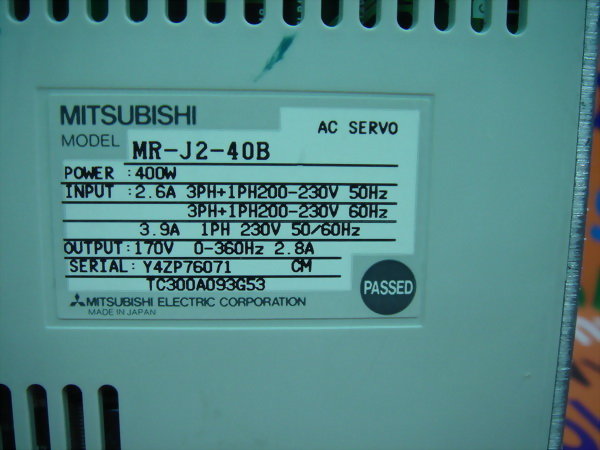 MITSUBISHI
AC SERVO
MODEL MR-J2-40B
POWER :400W
INPUT :2.6A 3PH+1PH200-230V 50Hz
3PH+1PH200-230V 60Hz
3.9A 1PH 230V 50/60Hz
OUTPUT:170V 0-360Hz 2.8A
SERIAL:Y4ZP76071 CM
TC300A093G53
PASSED
MITSUBISHI ELECTRIC CORPORATION
MADE IN JAPAN